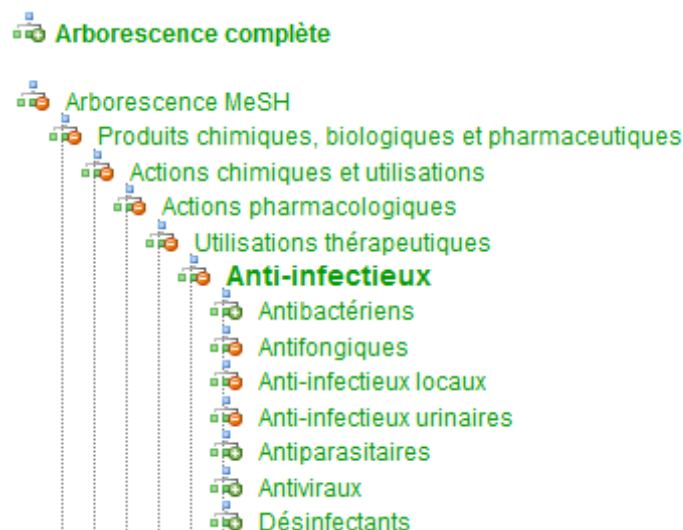 Arborescence complète
Arborescence MeSH
Produits chimiques, biologiques et pharmaceutiques
Actions chimiques et utilisations
Actions pharmacologiques
Utilisations thérapeutiques
Anti-infectieux
Antibactériens
Antifongiques
Anti-infectieux locaux
Anti-infectieux urinaires
Antiparasitaires
Antiviraux
Désinfectants